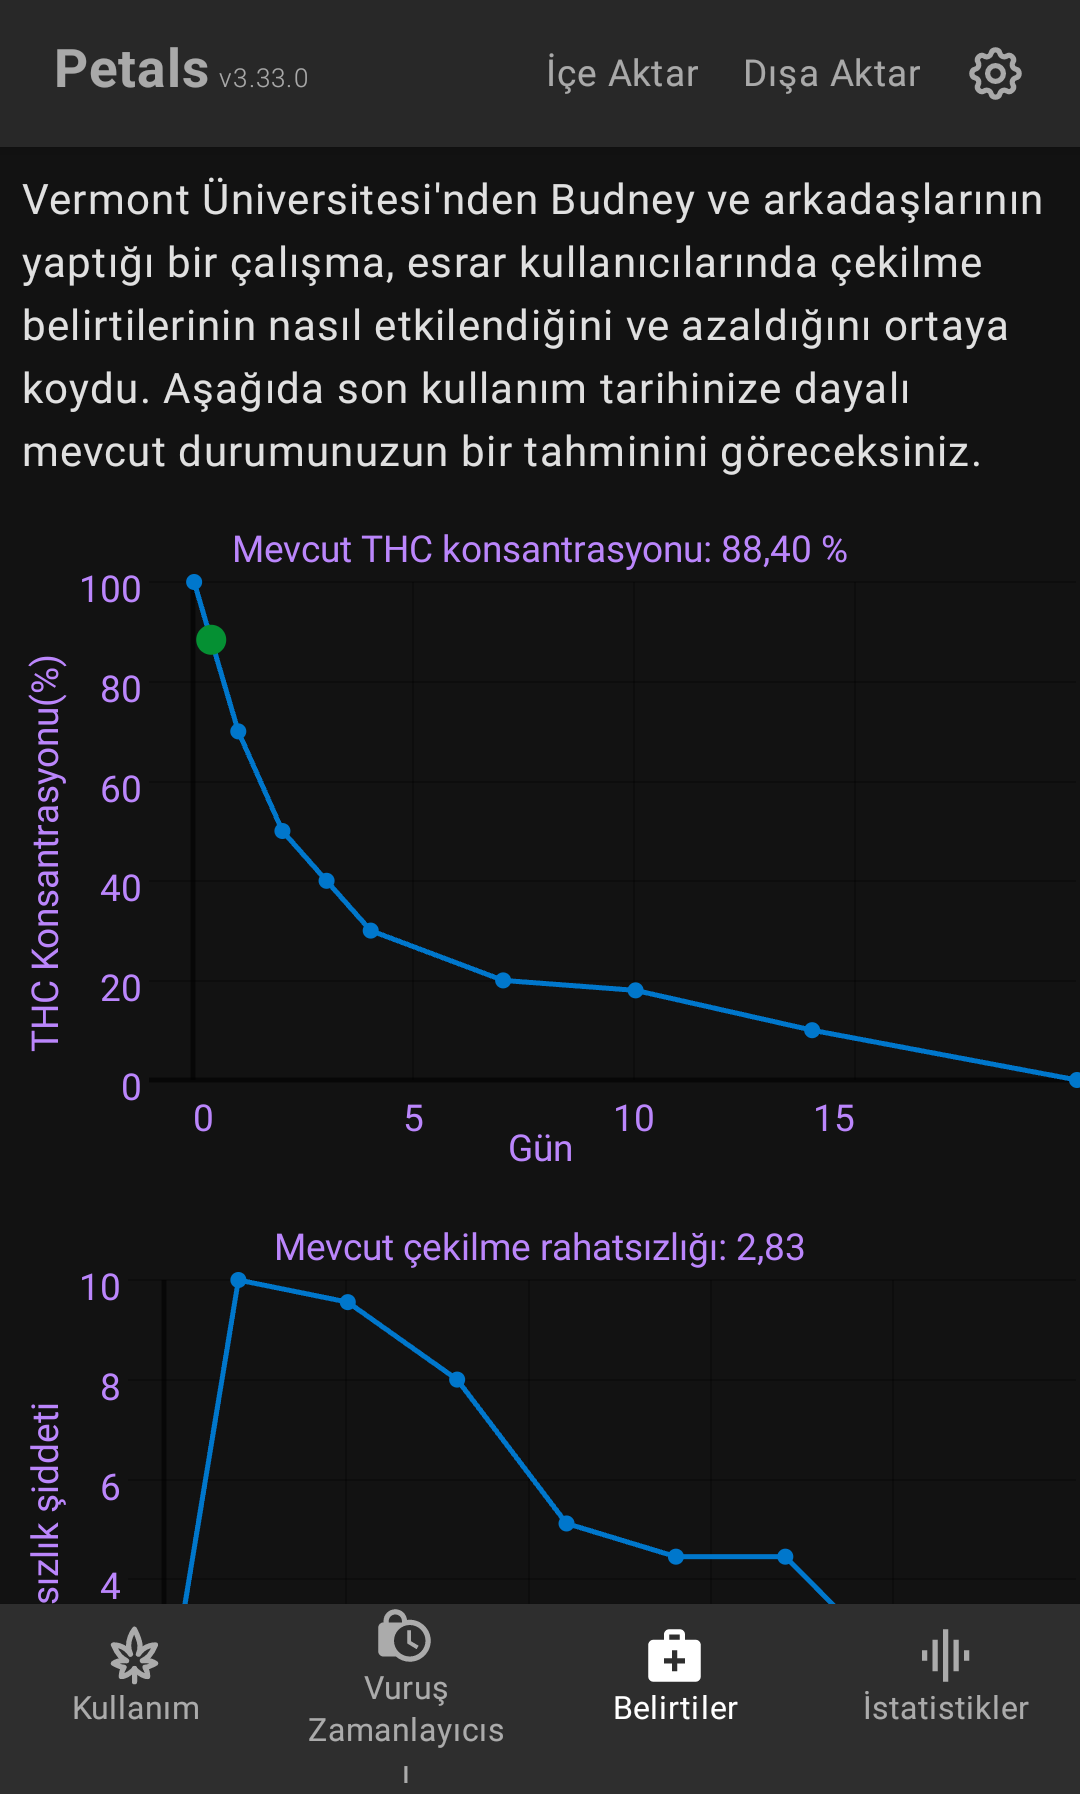 Petals v3.33.0 İçe Aktar Dışa Aktar
Vermont Üniversitesi'nden Budney ve arkadaşlarının
yaptığı bir çalışma, esrar kullanıcılarında çekilme
belirtilerinin nasıl etkilendiğini ve azaldığını ortaya
koydu. Aşağıda son kullanım tarihinize dayalı
mevcut durumunuzun bir tahminini göreceksiniz.
Mevcut THC konsantrasyonu: 88,40 %
THC Konsantrasyonu(%)
100
80
60
40
20
0
0 5 10 15
Gün
Mevcut çekilme rahatsızlığı: 2,83
sızlık şiddeti
10
8
6
4
Kullanım
Vuruş
Zamanlayıcıs
ı
Belirtiler
İstatistikler